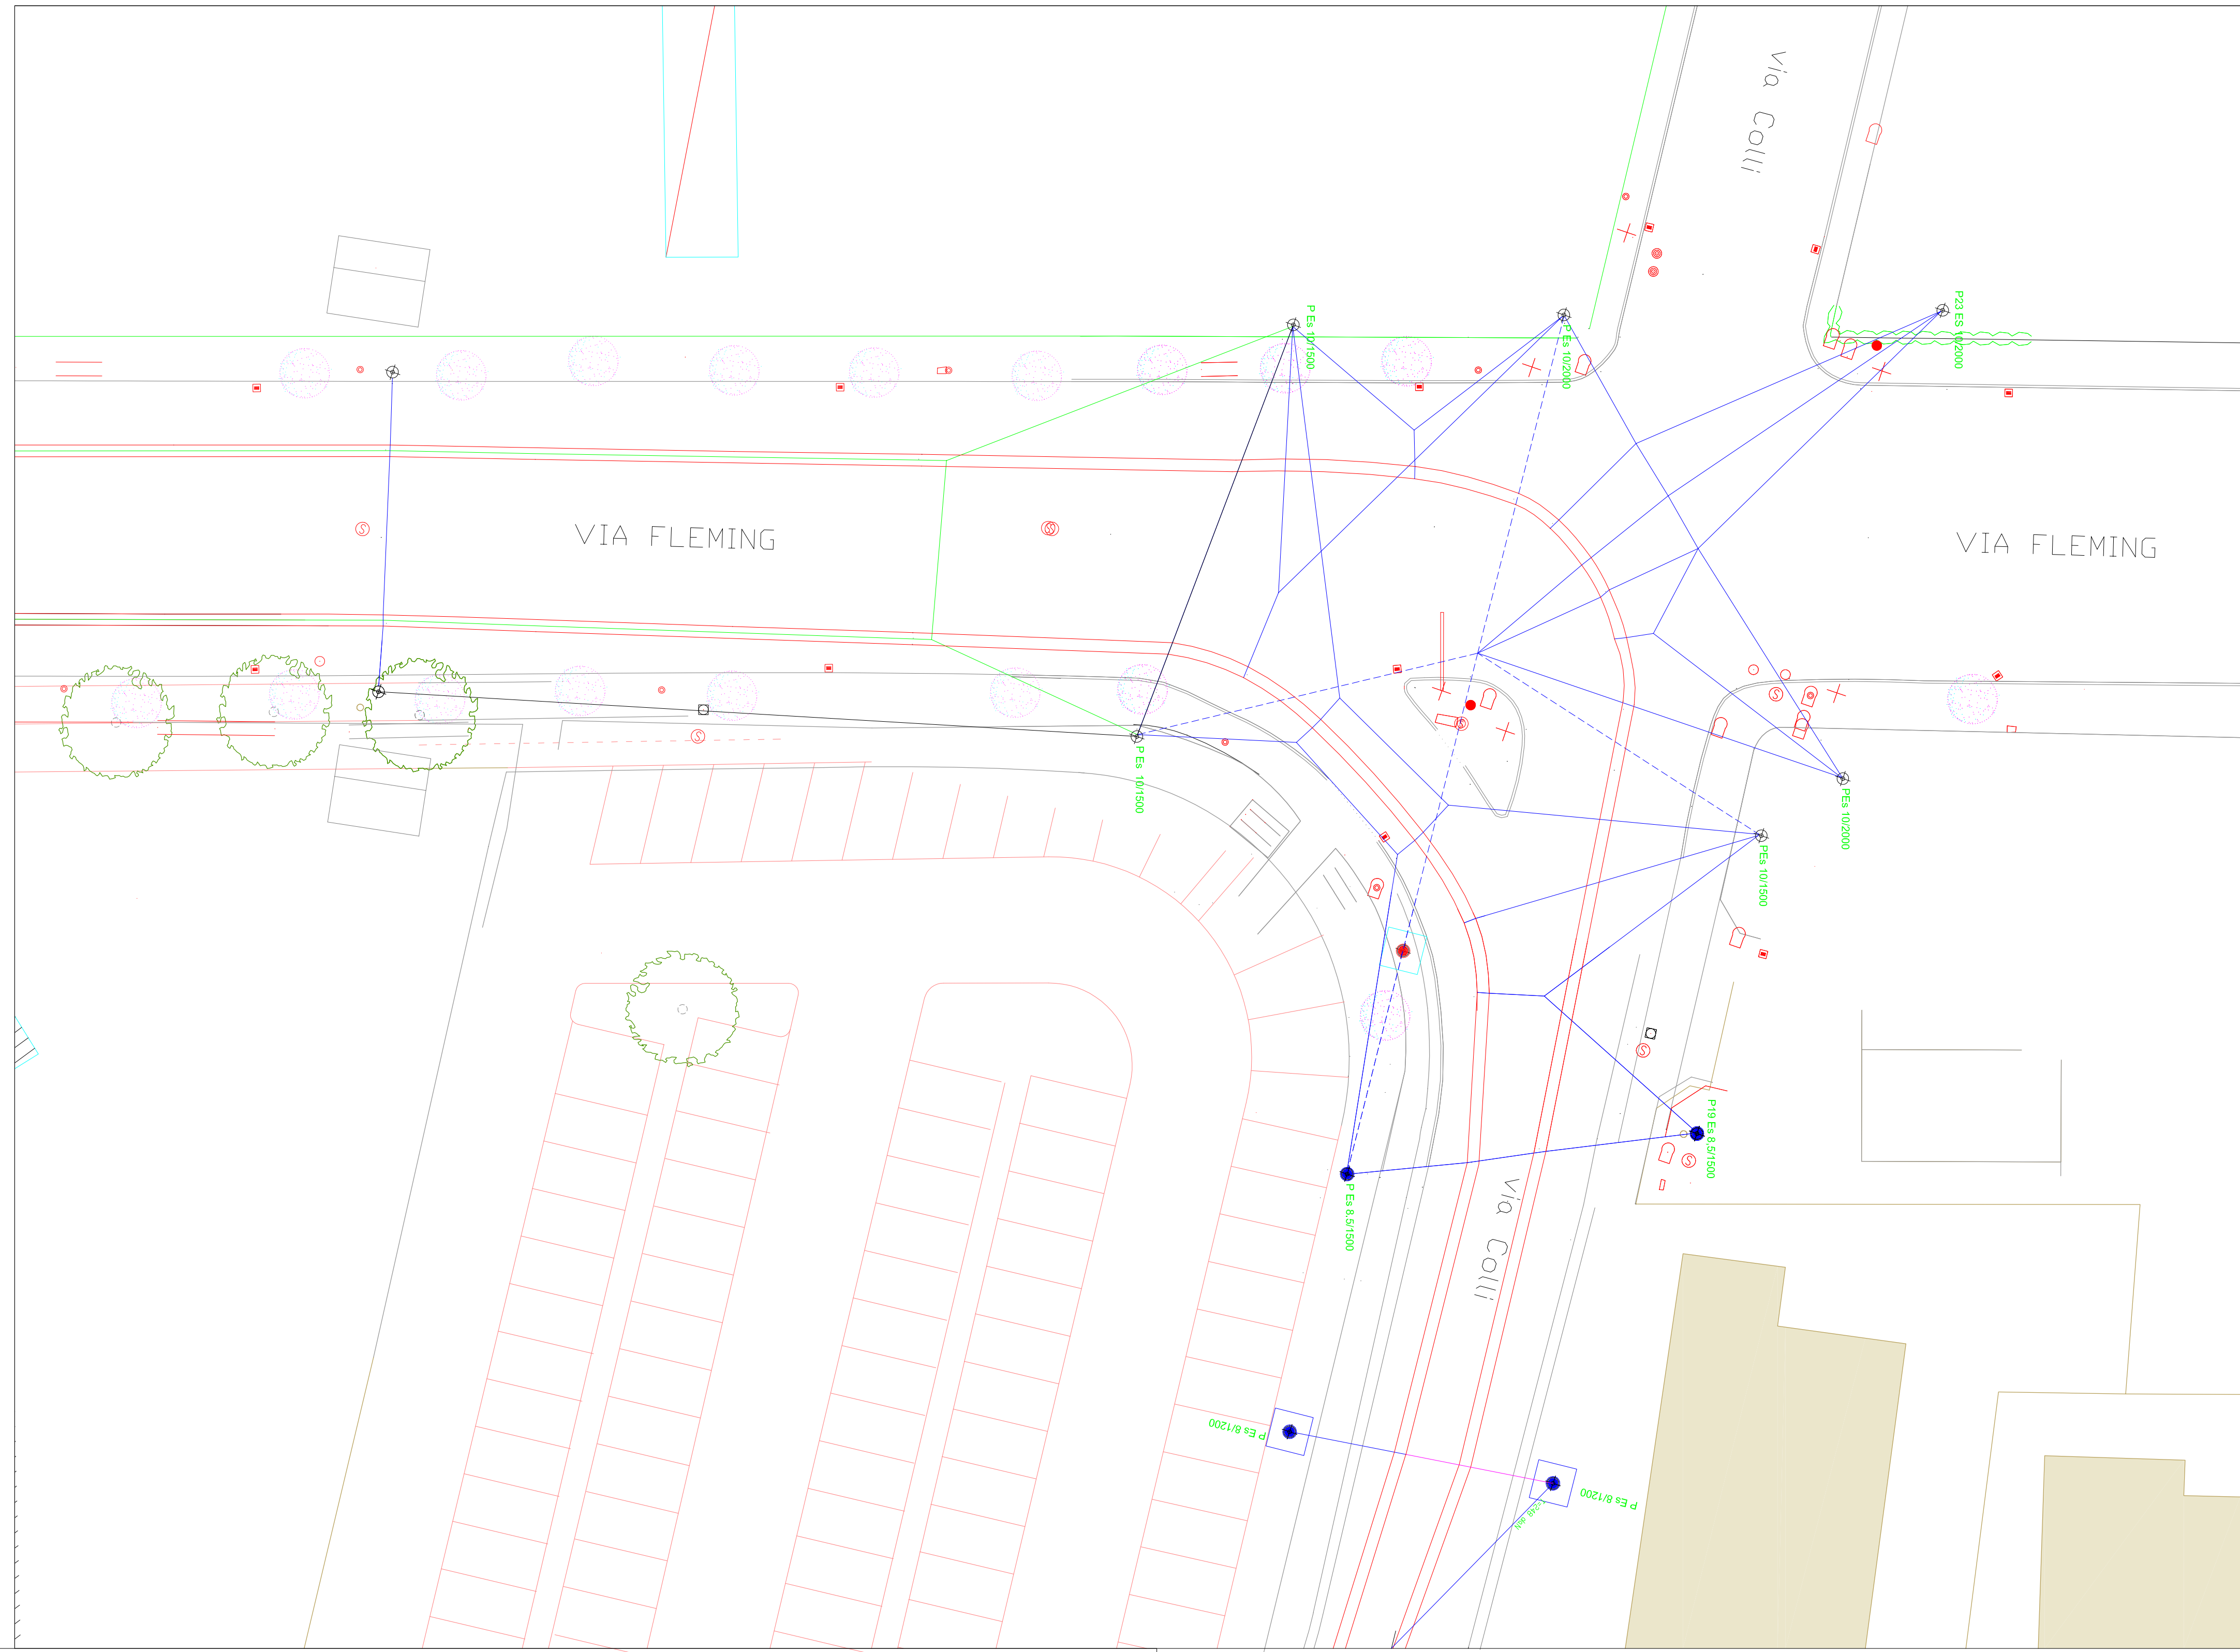 via Colli
P Es 10/1500
P Es 10/2000
P23 ES 10/2000
VIA FLEMING
VIA FLEMING
P Es 10/1500
PEs 10/2000
PEs 10/1500
P19 Es 8,5/1500
P Es 8,5/1500
via Colli
P Es 8/1200
P Es 8/1200